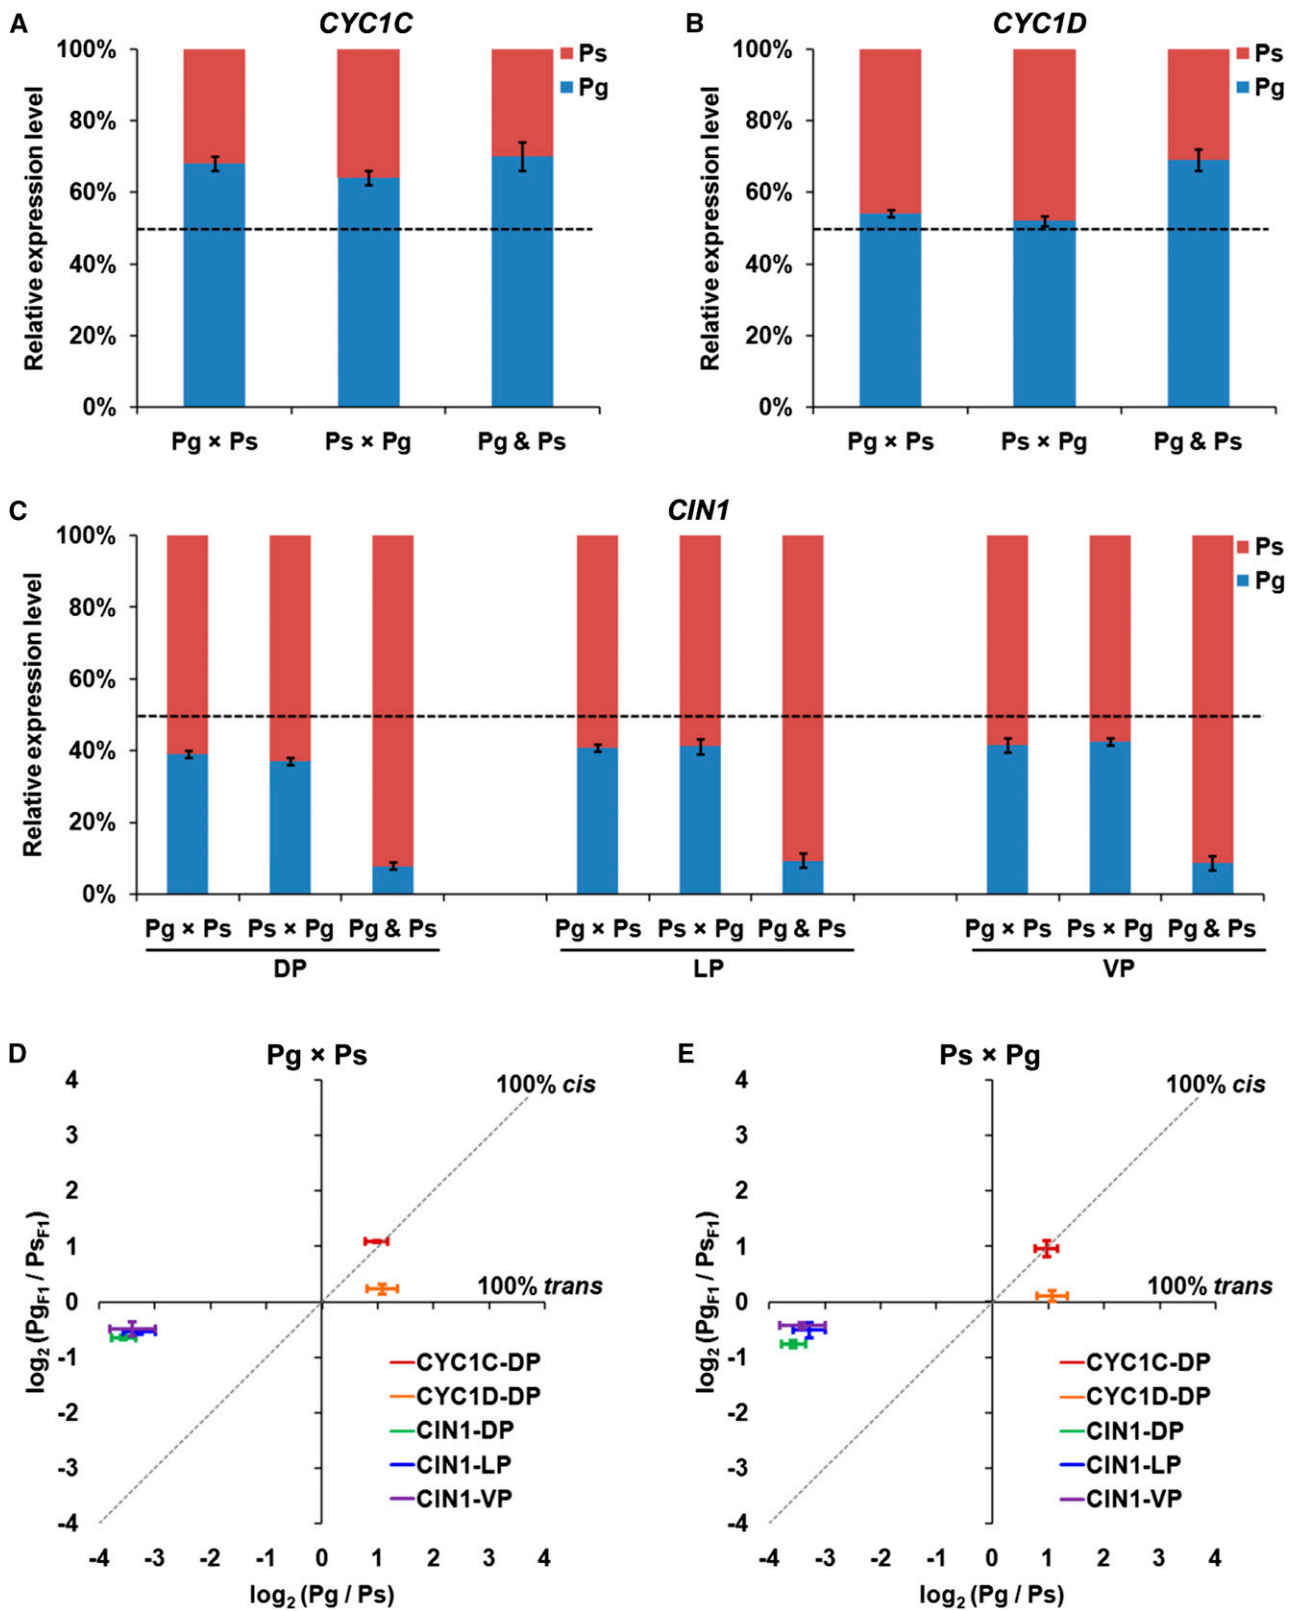 A
CYC1C
Relative expression level
100%
80%
60%
40%
20%
0%
Ps
Pg
Pg × Ps
Ps × Pg
Pg & Ps
B
CYC1D
Relative expression level
100%
80%
60%
40%
20%
0%
Ps
Pg
Pg × Ps
Ps × Pg
Pg & Ps
C
CIN1
Relative expression level
100%
80%
60%
40%
20%
0%
Ps
Pg
Pg × Ps Ps × Pg Pg & Ps
DP
Pg × Ps Ps × Pg Pg & Ps
LP
Pg × Ps Ps × Pg Pg & Ps
VP
D
Pg × Ps
log₂ (Pg_F1 / Ps_F1)
4
3
2
1
0
-1
-2
-3
-4
100% cis
100% trans
CYC1C-DP
CYC1D-DP
CIN1-DP
CIN1-LP
CIN1-VP
-4 -3 -2 -1 0 1 2 3 4
log₂ (Pg / Ps)
E
Ps × Pg
log₂ (Pg_F1 / Ps_F1)
4
3
2
1
0
-1
-2
-3
-4
100% cis
100% trans
CYC1C-DP
CYC1D-DP
CIN1-DP
CIN1-LP
CIN1-VP
-4 -3 -2 -1 0 1 2 3 4
log₂ (Pg / Ps)